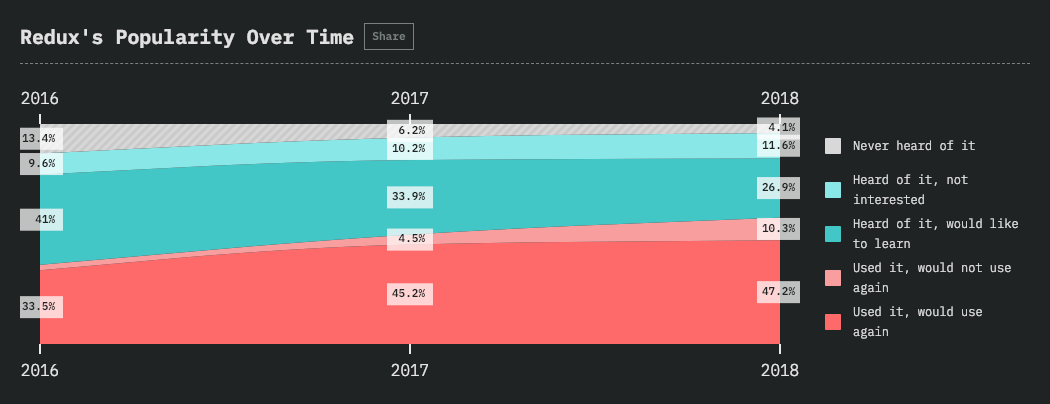 Redux's Popularity Over Time
Share
2016 2017 2018
13.4% 6.2% 4.1%
9.6% 10.2% 11.6%
41% 33.9% 26.9%
4.5% 10.3%
33.5% 45.2% 47.2%
2016 2017 2018
Never heard of it
Heard of it, not
interested
Heard of it, would like
to learn
Used it, would not use
again
Used it, would use
again